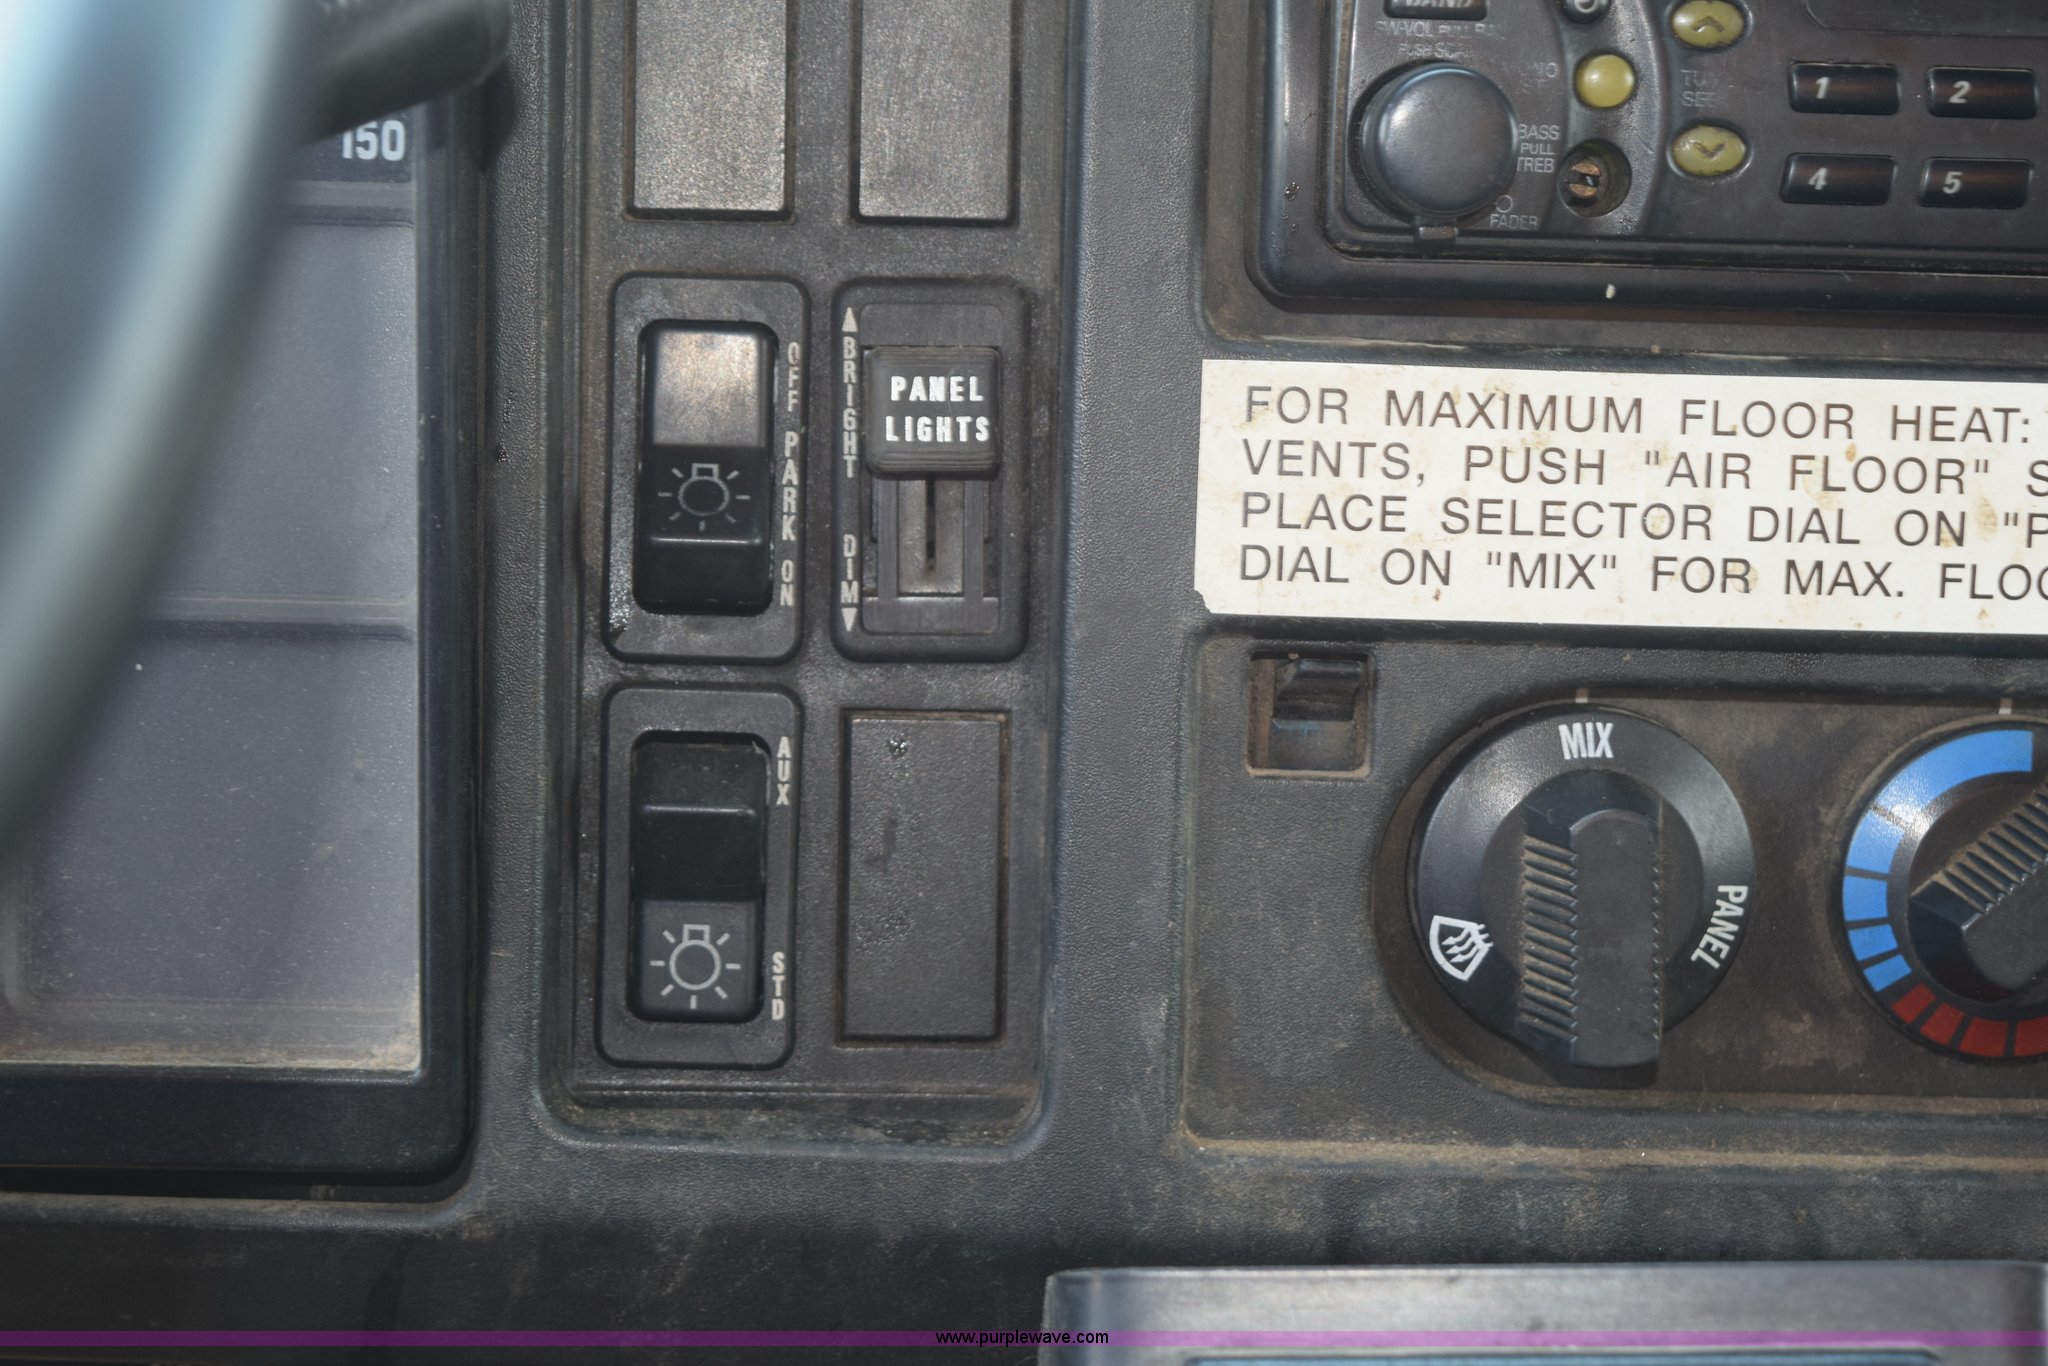 150
BAND
BASS
PULL
TREB
FADER
1
2
4
5
OFF PARK ON
BRIGHT DIM
PANEL
LIGHTS
FOR MAXIMUM FLOOR HEAT:
VENTS, PUSH "AIR FLOOR" S
PLACE SELECTOR DIAL ON "P
DIAL ON "MIX" FOR MAX. FLOO
AUX
STD
MIX
PANEL
www.purplewave.com